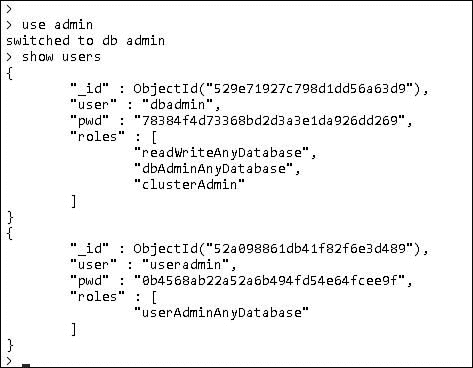 >
> use admin
switched to db admin
> show users
{
        "_id" : ObjectId("529e71927c798d1dd56a63d9"),
        "user" : "dbadmin",
        "pwd" : "78384f4d73368bd2d3a3e1da926dd269",
        "roles" : [
                "readWriteAnyDatabase",
                "dbAdminAnyDatabase",
                "clusterAdmin"
        ]
}
{
        "_id" : ObjectId("52a098861db41f82f6e3d489"),
        "user" : "useradmin",
        "pwd" : "0b4568ab22a52a6b494fd54e64fcee9f",
        "roles" : [
                "userAdminAnyDatabase"
        ]
}
>